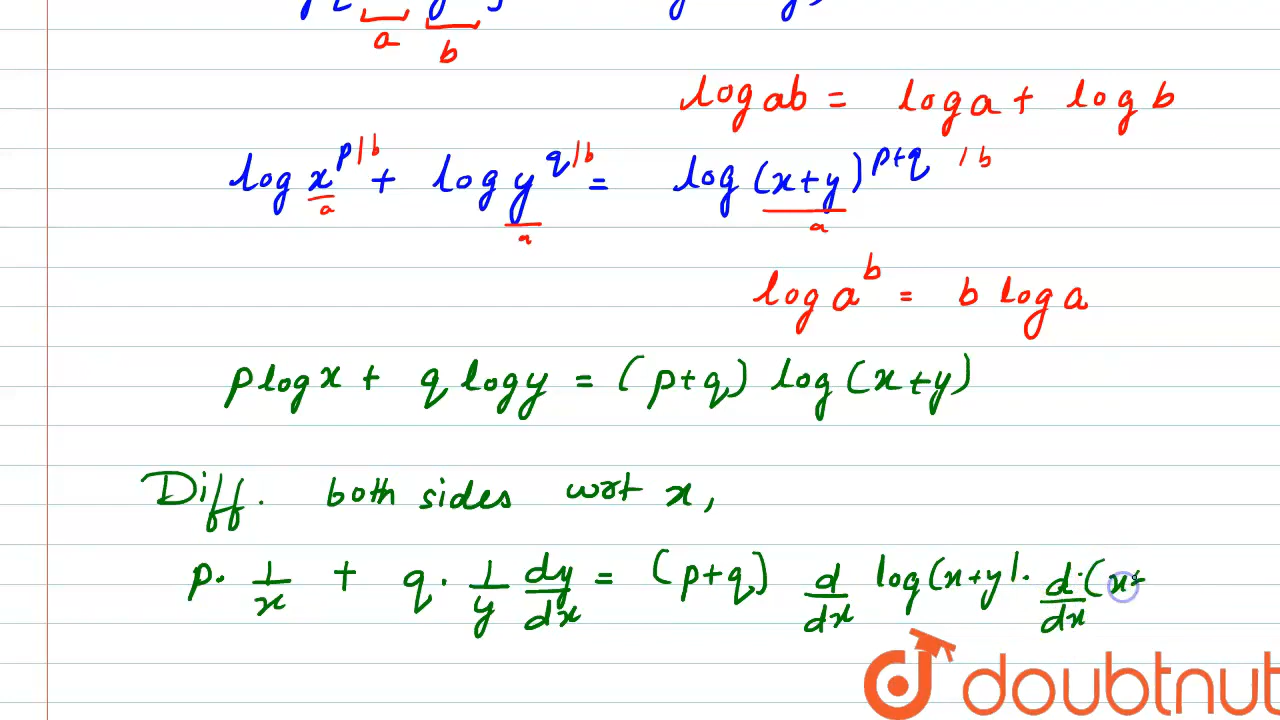 a
b
log ab = log a + log b
log x^p/b + log y^q/b = log (x+y)^p+q /b
a a a
log a^b = b log a
p log x + q log y = (p+q) log (x+y)
Diff. both sides wrt x,
p. 1/x + q. 1/y dy/dx = (p+q) d/dx log(x+y). d/dx (x+
doubtnut